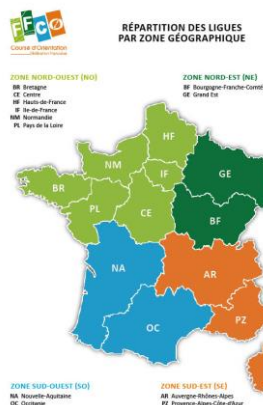 FFCO
Course d'Orientation
RÉPARTITION DES LIGUES
PAR ZONE GÉOGRAPHIQUE
ZONE NORD-OUEST (NO)
BR Bretagne
CE Centre
HF Hauts-de-France
IF Ile-de-France
NM Normandie
PL Pays de la Loire
ZONE NORD-EST (NE)
BF Bourgogne-Franche-Comté
GE Grand Est
HF
NM
IF
GE
BR
PL
CE
BF
NA
AR
OC
PZ
ZONE SUD-OUEST (SO)
NA Nouvelle-Aquitaine
OC Occitanie
ZONE SUD-EST (SE)
AR Auvergne-Rhônes-Alpes
PZ Provence-Alpes-Côte-d'Azur